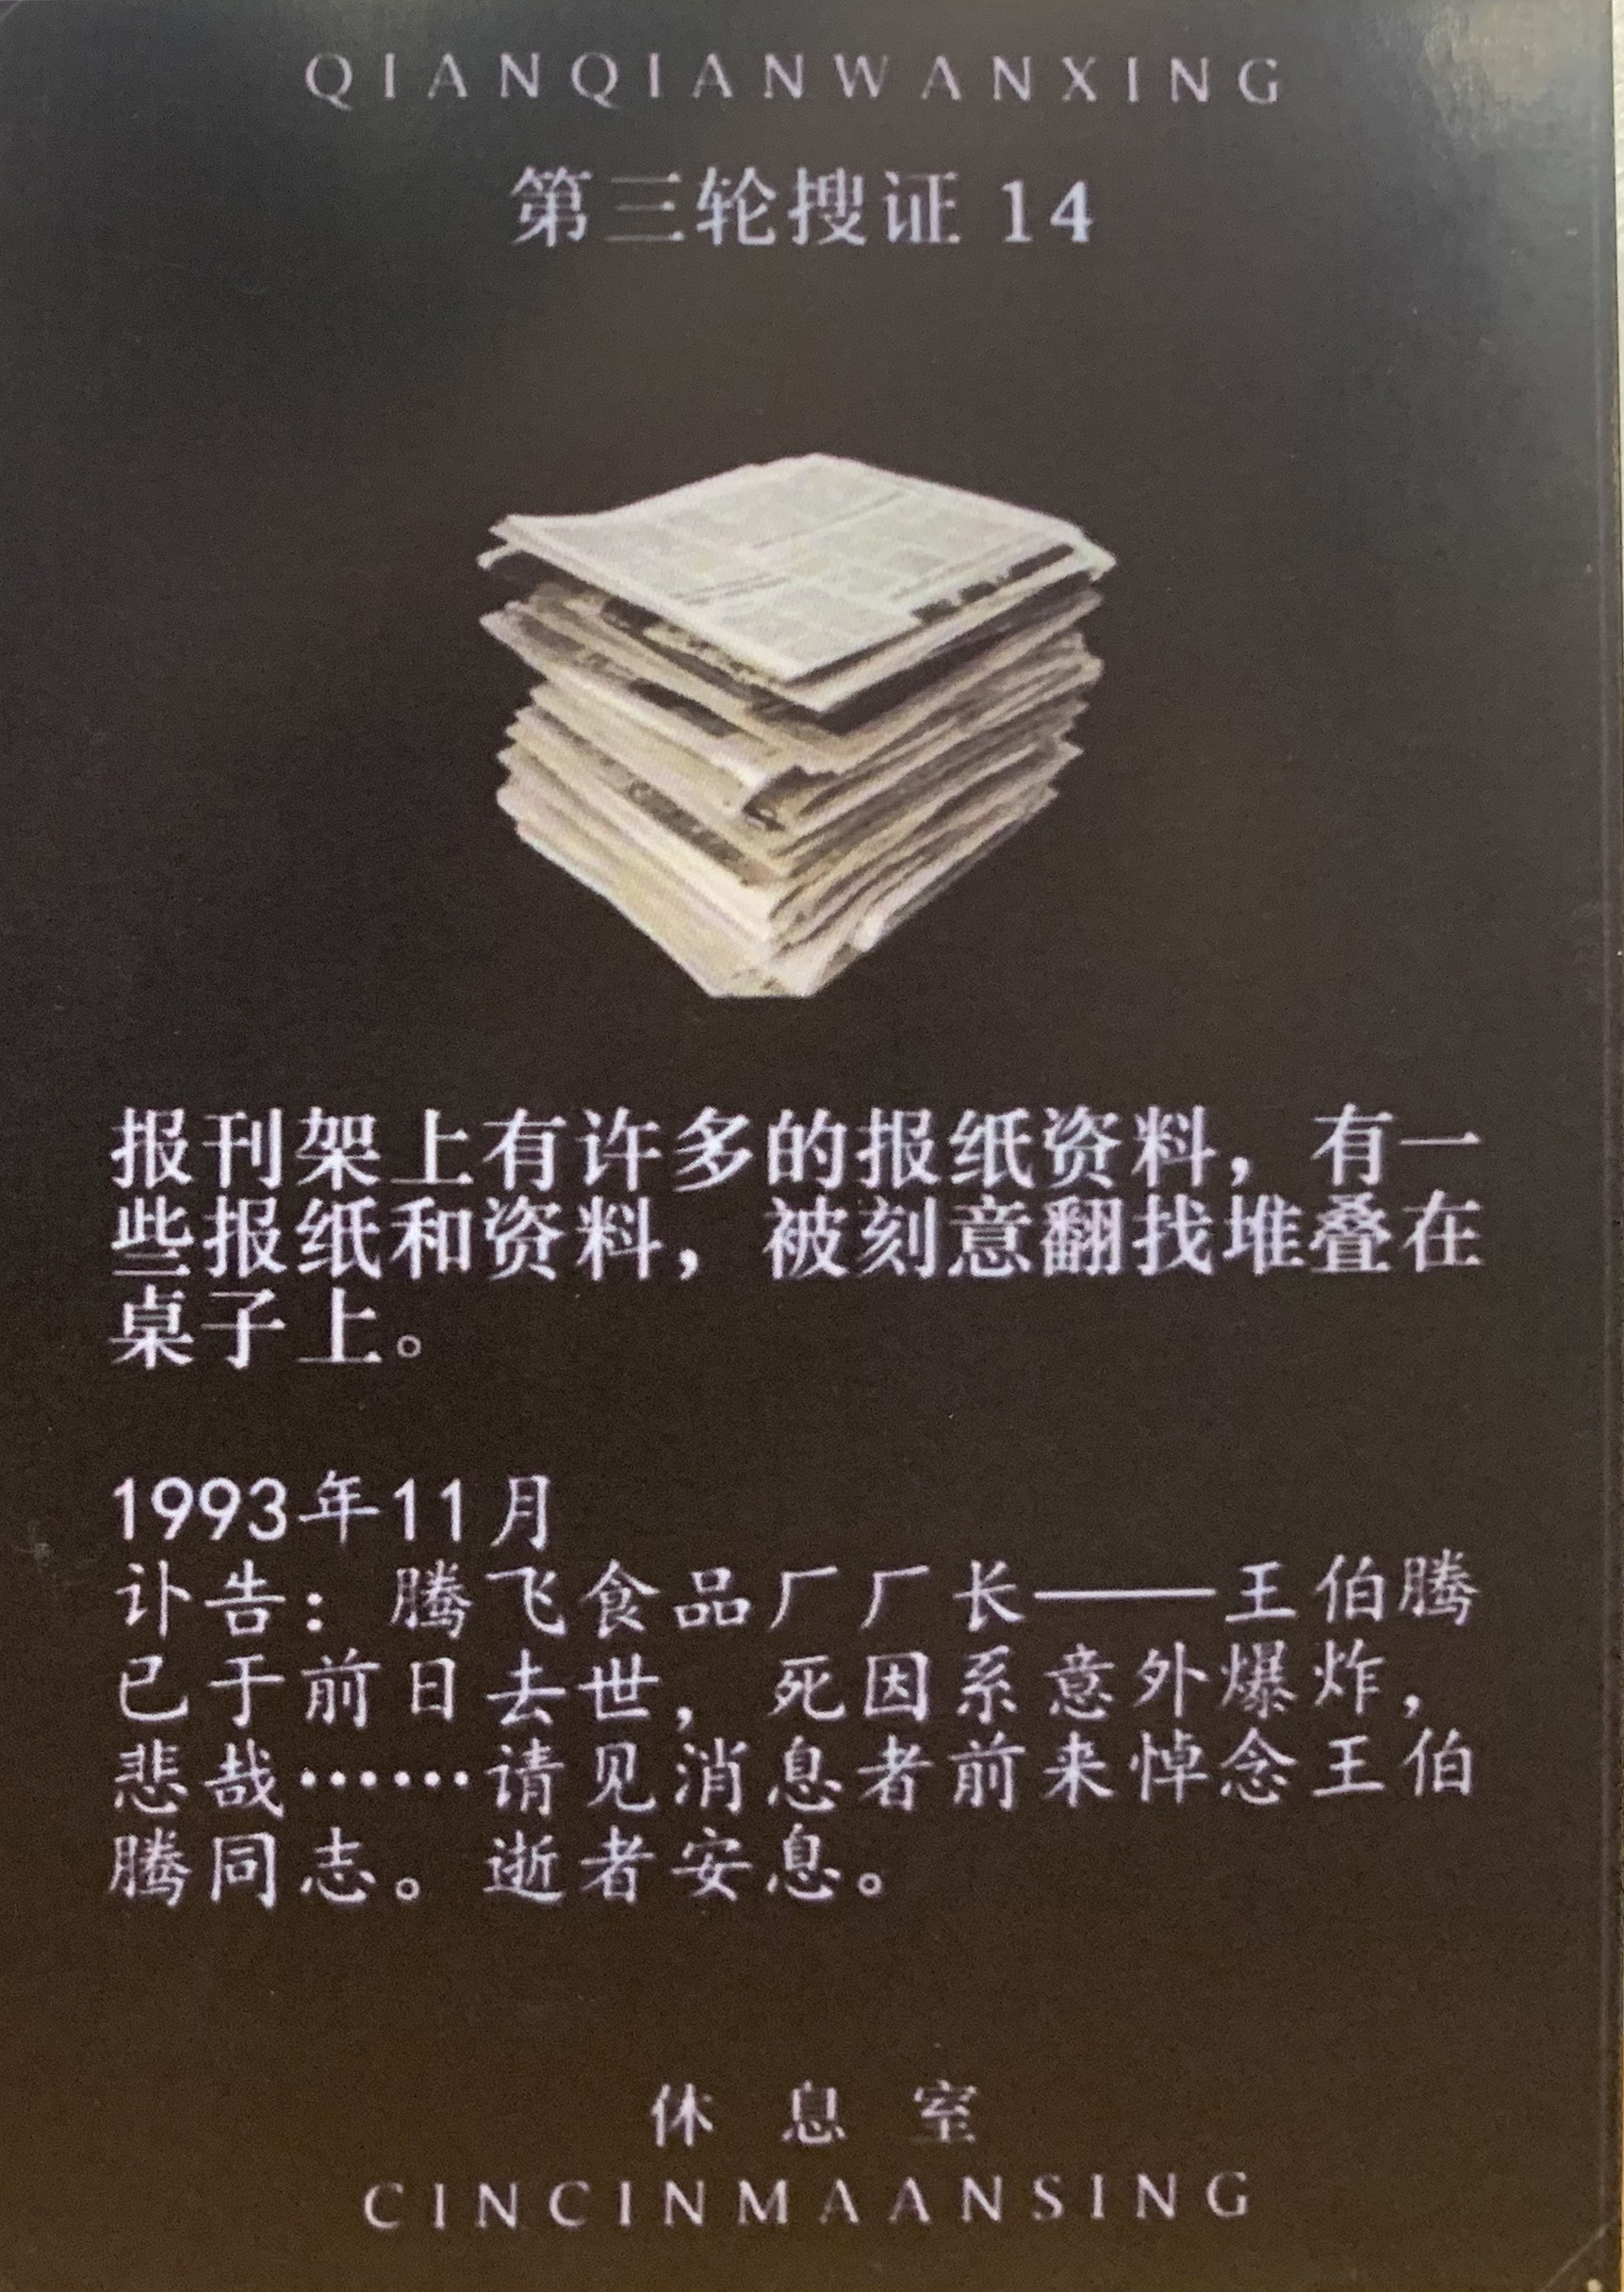 QIANQIANWANXING
第三轮搜证 14
报刊架上有许多的报纸资料，有一
些报纸和资料，被刻意翻找堆叠在
桌子上。
1993年11月
讣告：腾飞食品厂厂长——王伯腾
已于前日去世，死因系意外爆炸，
悲哉……请见消息者前来悼念王伯
腾同志。逝者安息。
休息室
CINCINMAANSING